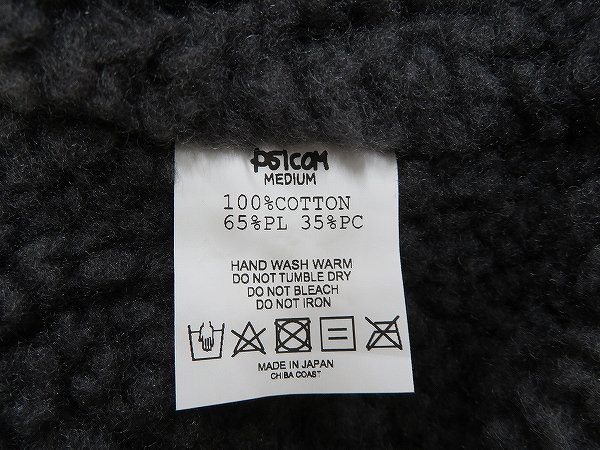 psicom
MEDIUM
100%COTTON
65%PL 35%PC
HAND WASH WARM
DO NOT TUMBLE DRY
DO NOT BLEACH
DO NOT IRON
MADE IN JAPAN
CHIBA COAST